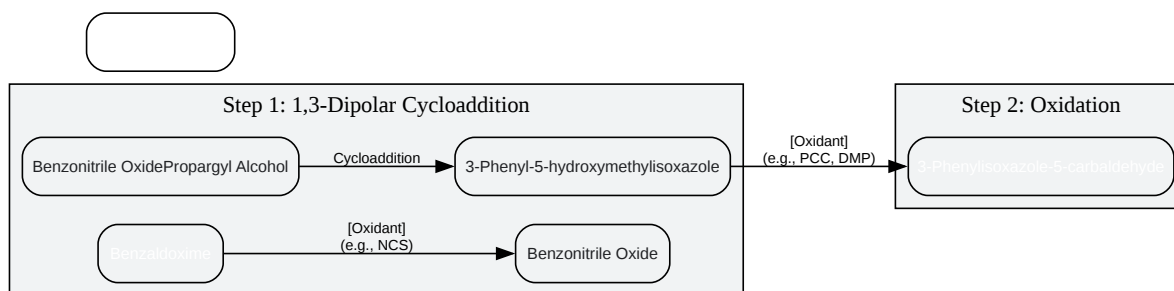 Step 1: 1,3-Dipolar Cycloaddition
Benzonitrile OxidePropargyl Alcohol
Cycloaddition
3-Phenyl-5-hydroxymethylisoxazole
Benzaldoxime
[Oxidant]
(e.g., NCS)
Benzonitrile Oxide
[Oxidant]
(e.g., PCC, DMP)
Step 2: Oxidation
3-Phenylisoxazole-5-carbaldehyde